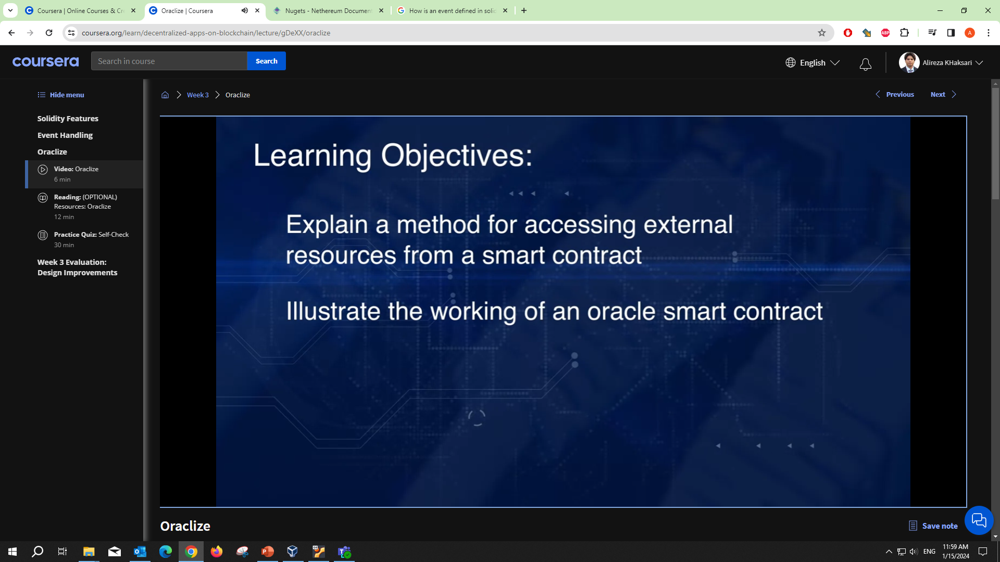 Coursera | Online Courses & Cre
Oraclize | Coursera
Nugets - Nethereum Document
How is an event defined in solid
coursera.org/learn/decentralized-apps-on-blockchain/lecture/gDeXX/oraclize
ABP
A
coursera
Search in course
Search
English
Alireza KHaksari
Hide menu
Week 3
Oraclize
Previous
Next
Solidity Features
Event Handling
Oraclize
Video: Oraclize
6 min
Reading: (OPTIONAL)
Resources: Oraclize
12 min
Practice Quiz: Self-Check
30 min
Week 3 Evaluation:
Design Improvements
Learning Objectives:
Explain a method for accessing external
resources from a smart contract
Illustrate the working of an oracle smart contract
Oraclize
Save note
ENG
11:59 AM
1/15/2024